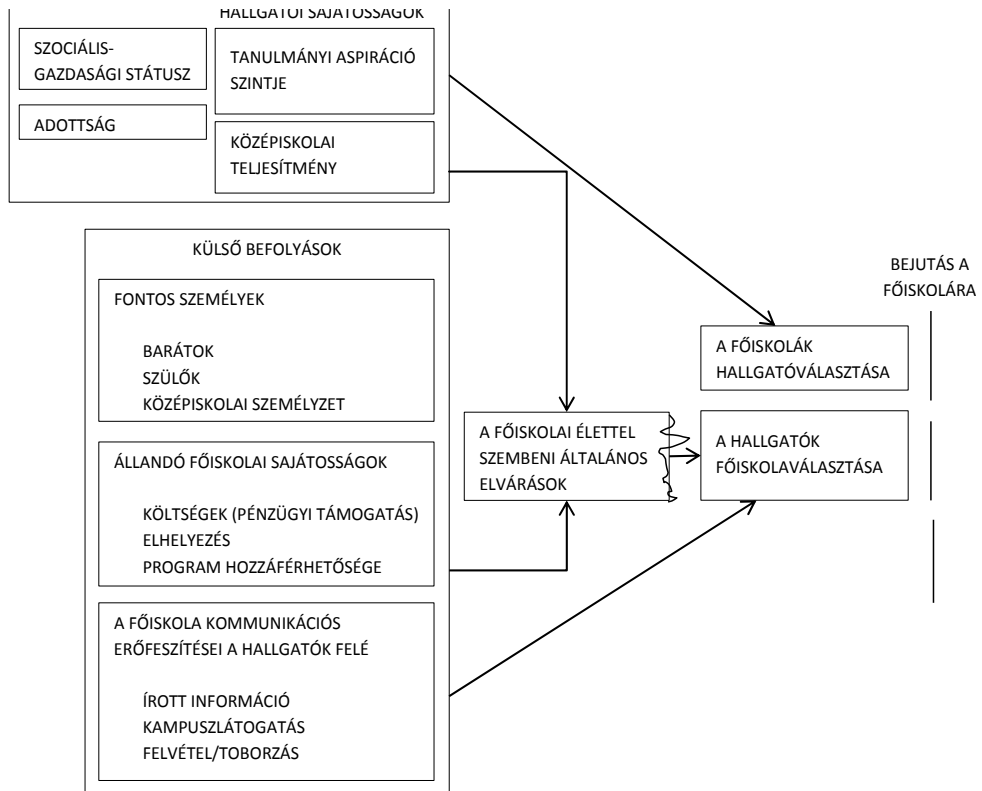 HALLGATÓI SAJÁTOSSÁGOK
SZOCIÁLIS-
GAZDASÁGI STÁTUSZ
ADOTTSÁG
TANULMÁNYI ASPIRÁCIÓ
SZINTJE
KÖZÉPISKOLAI
TELJESÍTMÉNY
KÜLSŐ BEFOLYÁSOK
FONTOS SZEMÉLYEK
BARÁTOK
SZÜLŐK
KÖZÉPISKOLAI SZEMÉLYZET
ÁLLANDÓ FŐISKOLAI SAJÁTOSSÁGOK
KÖLTSÉGEK (PÉNZÜGYI TÁMOGATÁS)
ELHELYEZÉS
PROGRAM HOZZÁFÉRHETŐSÉGE
A FŐISKOLA KOMMUNIKÁCIÓS
ERŐFESZÍTÉSEI A HALLGATÓK FELÉ
ÍROTT INFORMÁCIÓ
KAMPUSZLÁTOGATÁS
FELVÉTEL/TOBORZÁS
A FŐISKOLAI ÉLETTEL
SZEMBENI ÁLTALÁNOS
ELVÁRÁSOK
A FŐISKOLÁK
HALLGATÓVÁLASZTÁSA
A HALLGATÓK
FŐISKOLAVÁLASZTÁSA
BEJUTÁS A
FŐISKOLÁRA